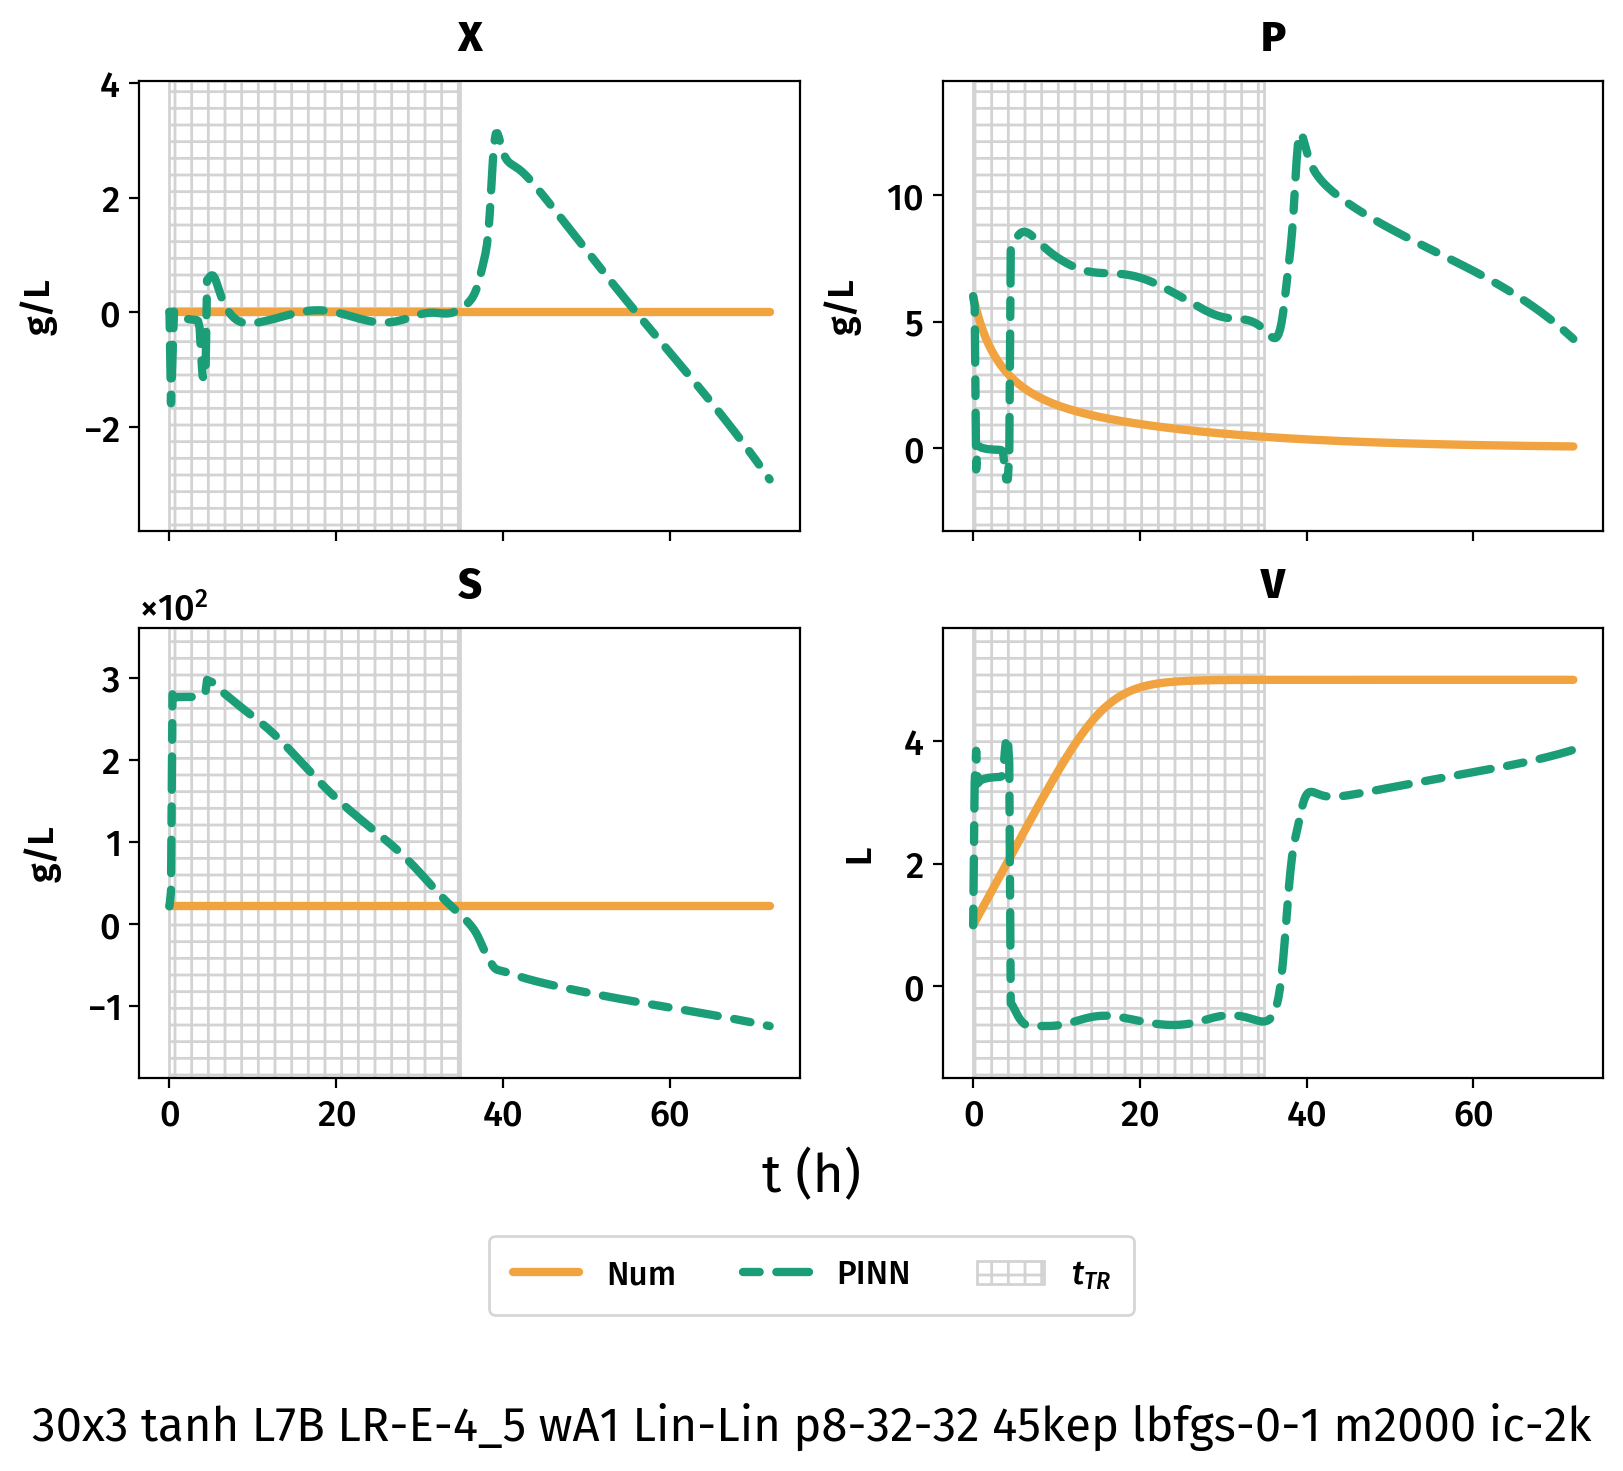 X
P
4
2
0
−2
g/L
10
5
0
g/L
S
V
×10²
3
2
1
0
−1
g/L
4
2
0
L
0 20 40 60
0 20 40 60
t (h)
Num PINN t_TR
30x3 tanh L7B LR-E-4_5 wA1 Lin-Lin p8-32-32 45kep lbfgs-0-1 m2000 ic-2k